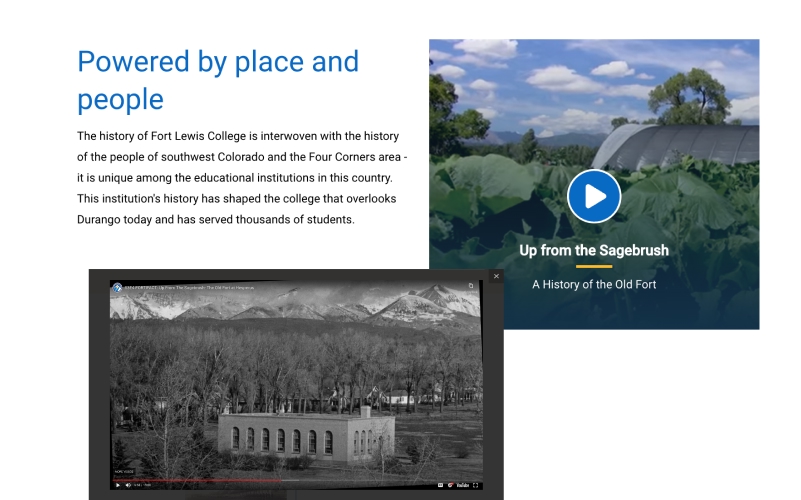 Powered by place and
people
The history of Fort Lewis College is interwoven with the history
of the people of southwest Colorado and the Four Corners area -
it is unique among the educational institutions in this country.
This institution's history has shaped the college that overlooks
Durango today and has served thousands of students.
Up from the Sagebrush
A History of the Old Fort
Up From The Sagebrush- The Old Fort at Hesperus
MORE VIDEOS
YouTube